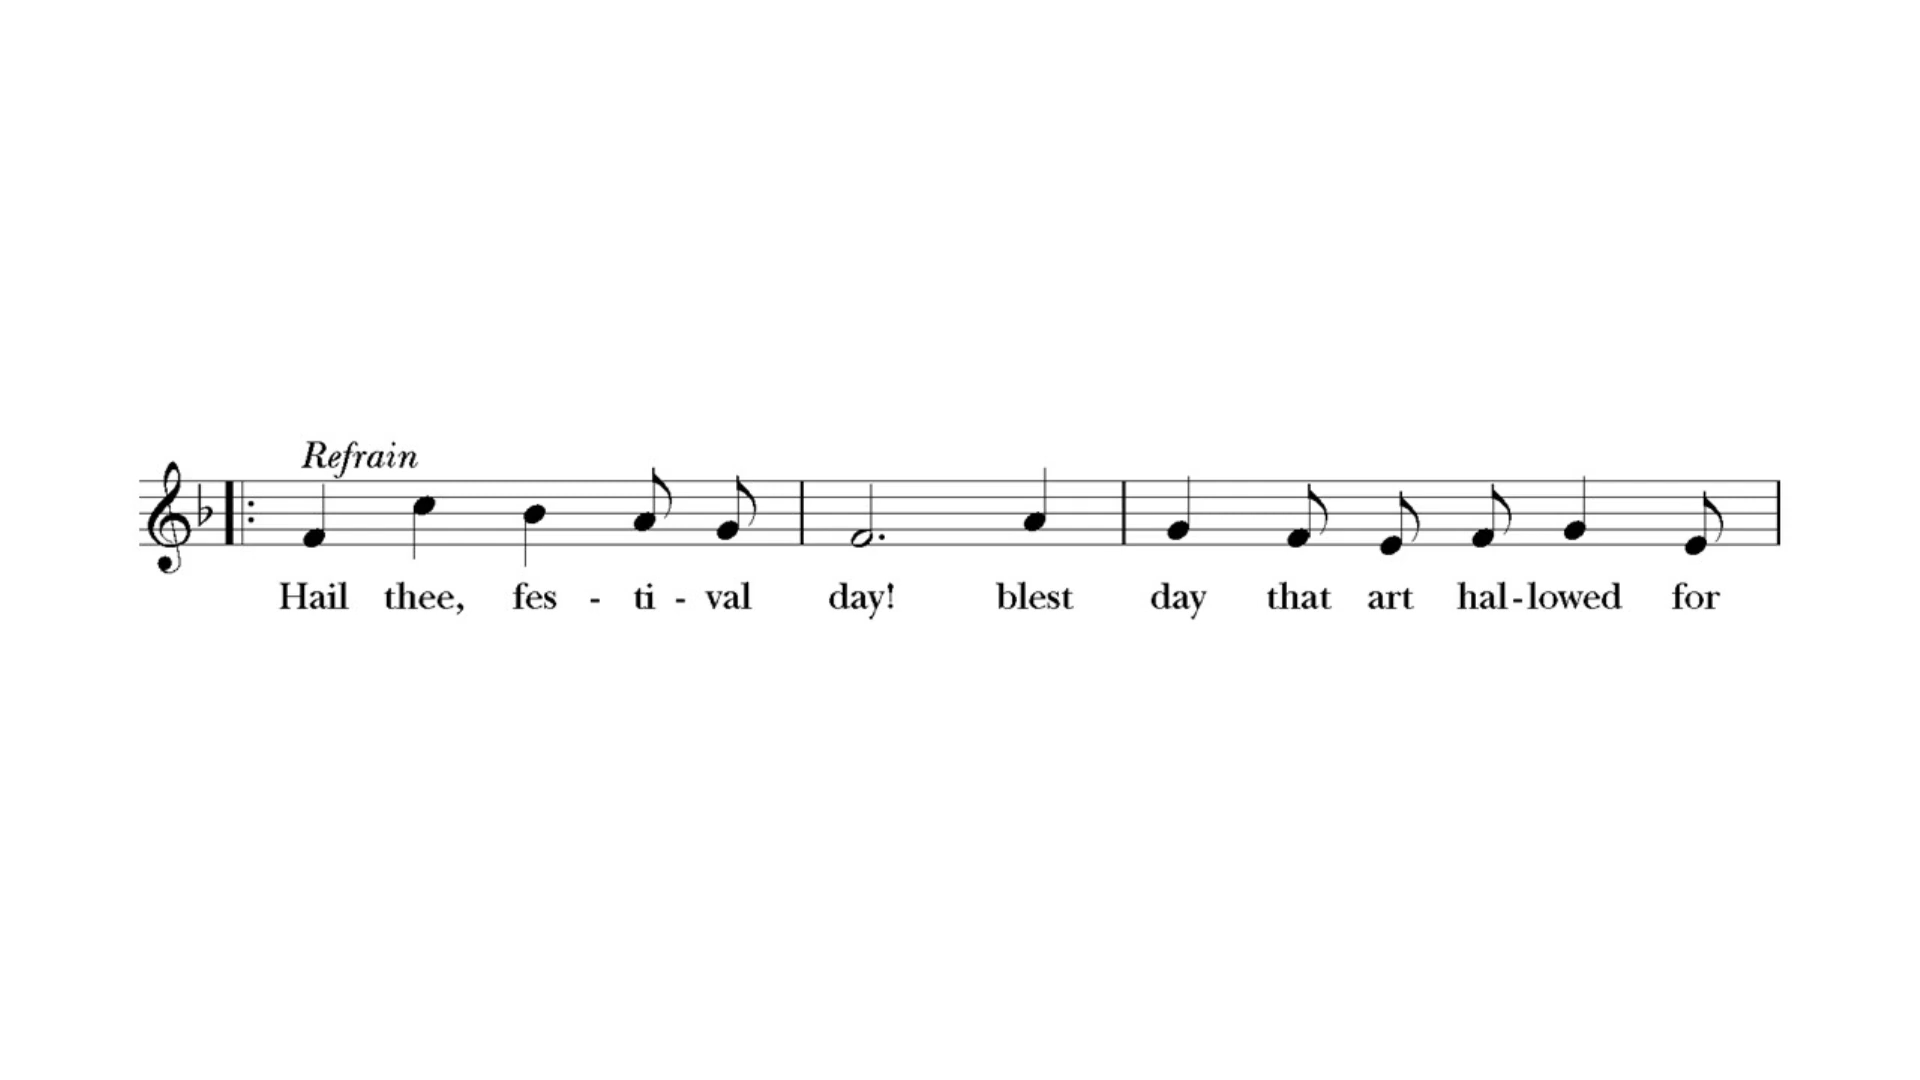 Refrain
Hail thee, fes - ti - val day! blest day that art hal-lowed for